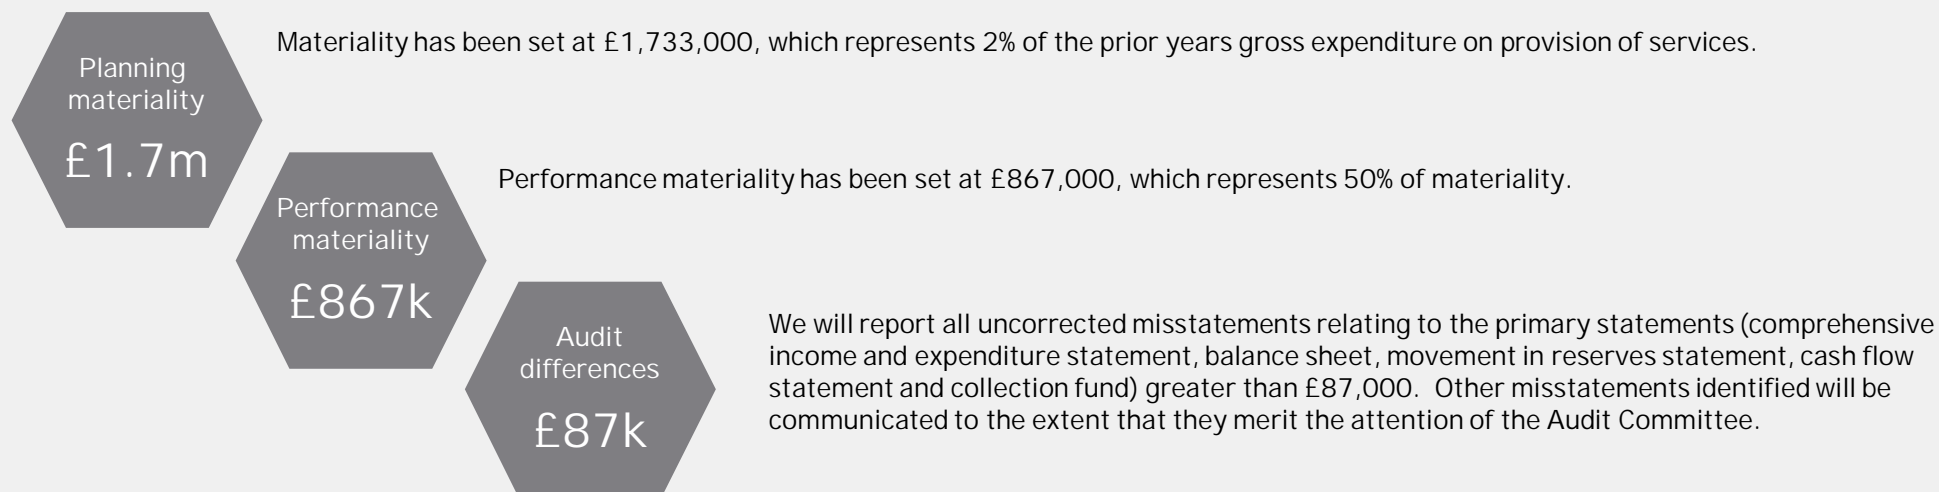 Planning
materiality
£1.7m
Materiality has been set at £1,733,000, which represents 2% of the prior years gross expenditure on provision of services.
Performance
materiality
£867k
Performance materiality has been set at £867,000, which represents 50% of materiality.
Audit
differences
£87k
We will report all uncorrected misstatements relating to the primary statements (comprehensive
income and expenditure statement, balance sheet, movement in reserves statement, cash flow
statement and collection fund) greater than £87,000.  Other misstatements identified will be
communicated to the extent that they merit the attention of the Audit Committee.